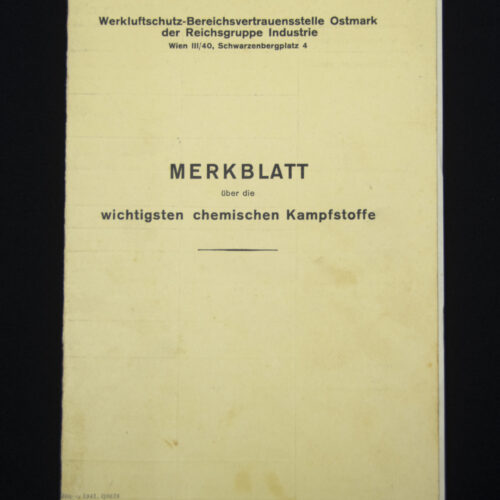 Werkluftschutz-Bereichsvertrauensstelle Ostmark
der Reichsgruppe Industrie
Wien III/40, Schwarzenbergplatz 4
MERKBLATT
über die
wichtigsten chemischen Kampfstoffe